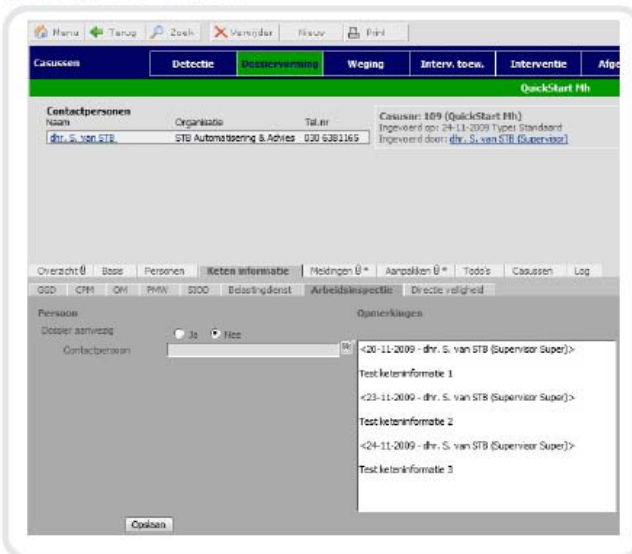 Menu Terug Zoek Verwijder Nieuw Print
Casussen Detectie Dossiervorming Weging Interv. toew. Interventie Afge
QuickStart Mh
Contactpersonen
Naam Organisatie Tel.nr
dhr. S. van STB STB Automatisering & Advies 030 6381165
Casusnr: 109 (QuickStart Mh)
Ingevoerd op: 24-11-2009 Type: Standaard
Ingevoerd door: dhr. S. van STB (Supervisor)
Overzicht Basis Personen Keten informatie Meldingen * Aanpakken * Todo's Casussen Log
GGD CPM OM PMW SIOO Belastingdienst Arbeidsinspectie Directie veligheid
Persoon
Dossier aanwezig Ja Nee
Contactpersoon
Opmerkingen
<20-11-2009 - dhr. S. van STB (Supervisor Super)>
Test keteninformatie 1
<23-11-2009 - dhr. S. van STB (Supervisor Super)>
Test keteninformatie 2
<24-11-2009 - dhr. S. van STB (Supervisor Super)>
Test keteninformatie 3
Opslaan